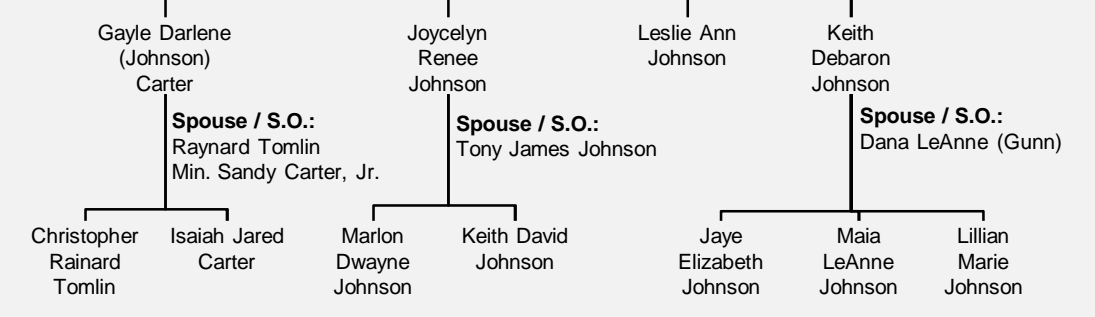 Gayle Darlene
(Johnson)
Carter
Joycelyn
Renee
Johnson
Leslie Ann
Johnson
Keith
Debaron
Johnson
Spouse / S.O.:
Raynard Tomlin
Min. Sandy Carter, Jr.
Spouse / S.O.:
Tony James Johnson
Spouse / S.O.:
Dana LeAnne (Gunn)
Christopher
Rainard
Tomlin
Isaiah Jared
Carter
Marlon
Dwayne
Johnson
Keith David
Johnson
Jaye
Elizabeth
Johnson
Maia
LeAnne
Johnson
Lillian
Marie
Johnson